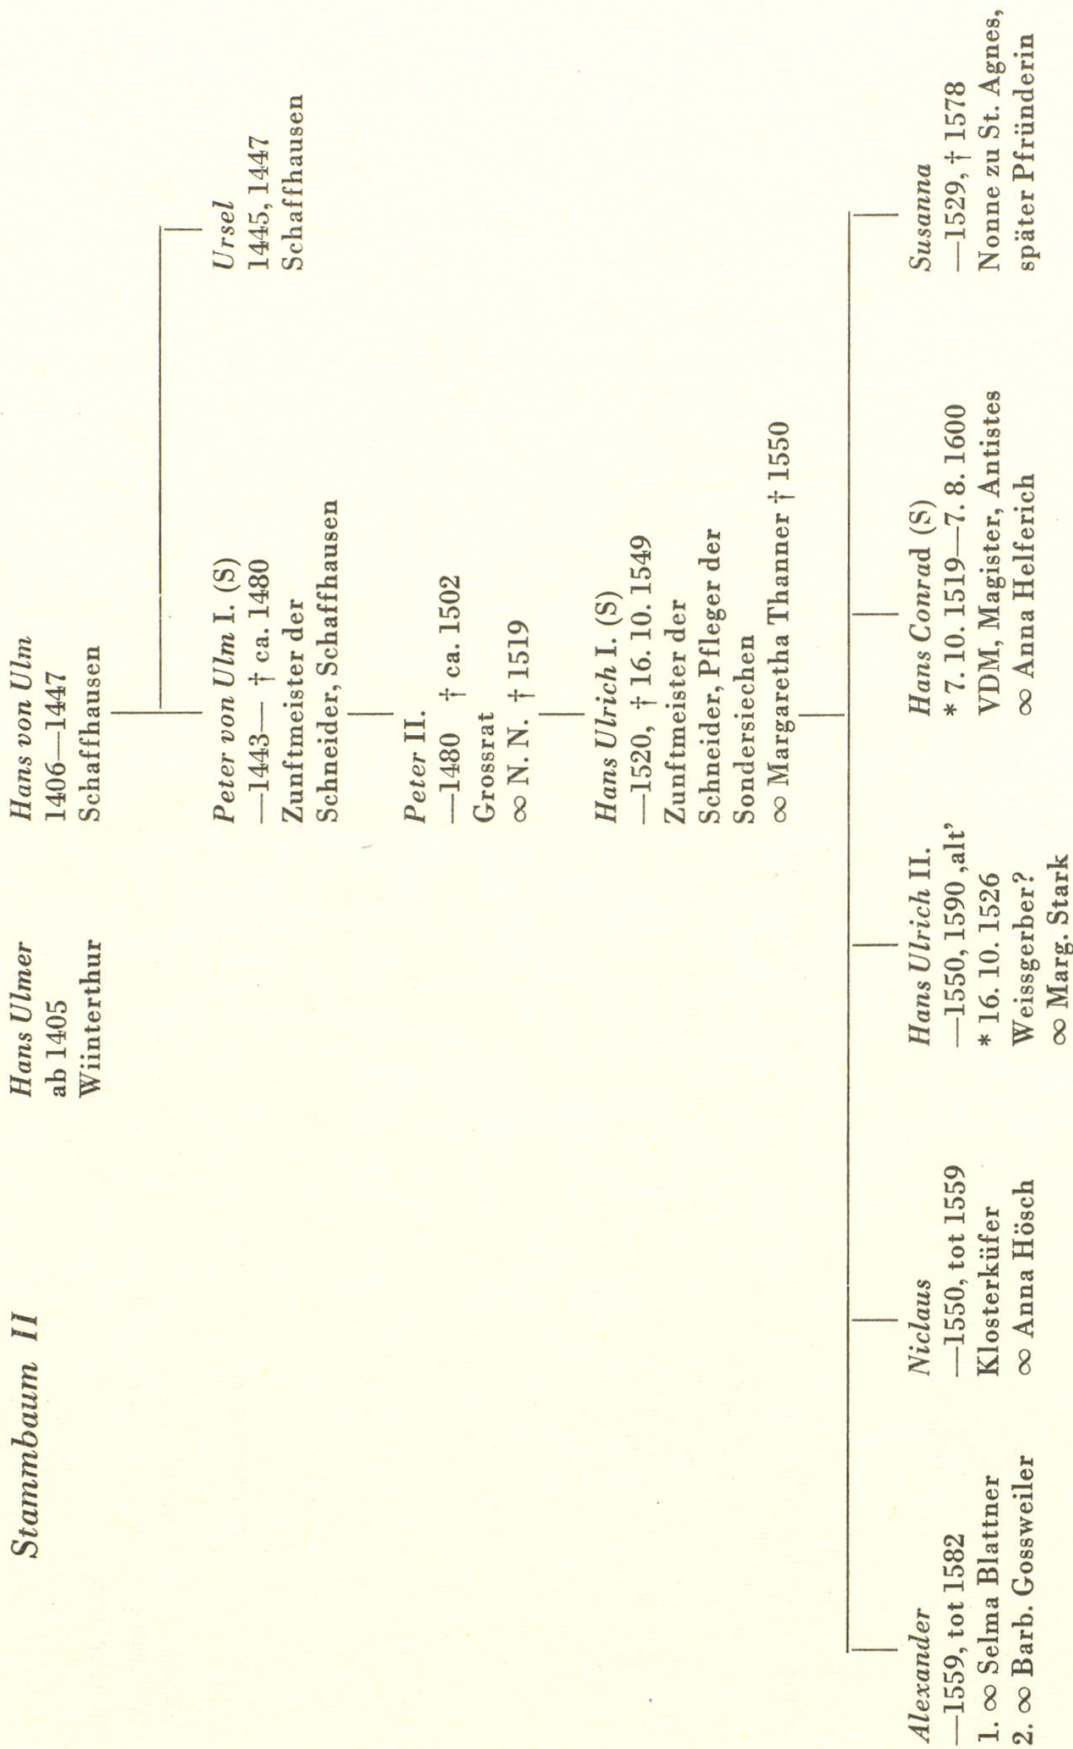 Stammbaum II
Hans Ulmer
ab 1405
Wiinterthur
Hans von Ulm
1406—1447
Schaffhausen
Peter von Ulm I. (S)
—1443— † ca. 1480
Zunftmeister der
Schneider, Schaffhausen
Ursel
1445, 1447
Schaffhausen
Peter II.
—1480 † ca. 1502
Grossrat
∞ N. N. † 1519
Hans Ulrich I. (S)
—1520, † 16. 10. 1549
Zunftmeister der
Schneider, Pfleger der
Sondersiechen
∞ Margaretha Thanner † 1550
Alexander
—1559, tot 1582
1. ∞ Selma Blattner
2. ∞ Barb. Gossweiler
Niclaus
—1550, tot 1559
Klosterküfer
∞ Anna Hösch
Hans Ulrich II.
—1550, 1590 ‚alt’
* 16. 10. 1526
Weissgerber?
∞ Marg. Stark
Hans Conrad (S)
* 7. 10. 1519—7. 8. 1600
VDM, Magister, Antistes
∞ Anna Helferich
Susanna
—1529, † 1578
Nonne zu St. Agnes,
später Pfründerin